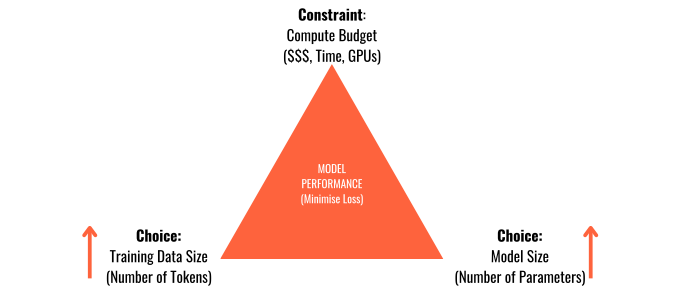 Constraint:
Compute Budget
($$$, Time, GPUs)
MODEL
PERFORMANCE
(Minimise Loss)
Choice:
Training Data Size
(Number of Tokens)
Choice:
Model Size
(Number of Parameters)